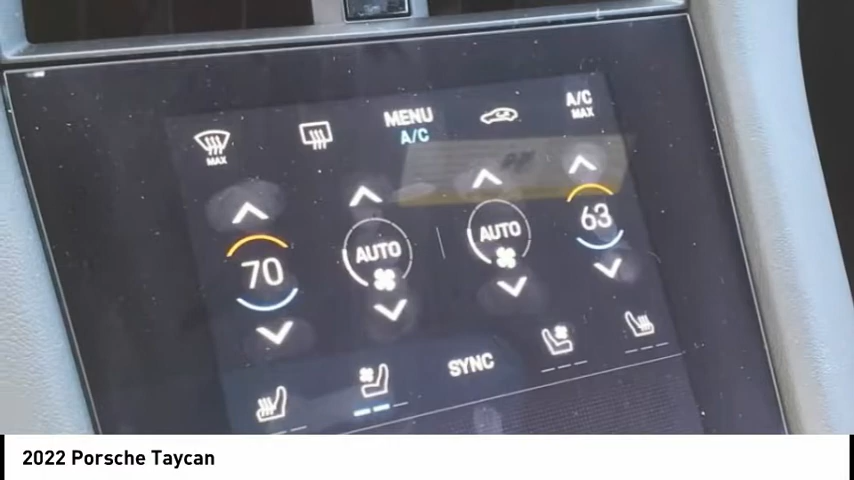 MAX
MENU
A/C
A/C
MAX
70
AUTO
AUTO
63
SYNC
2022 Porsche Taycan